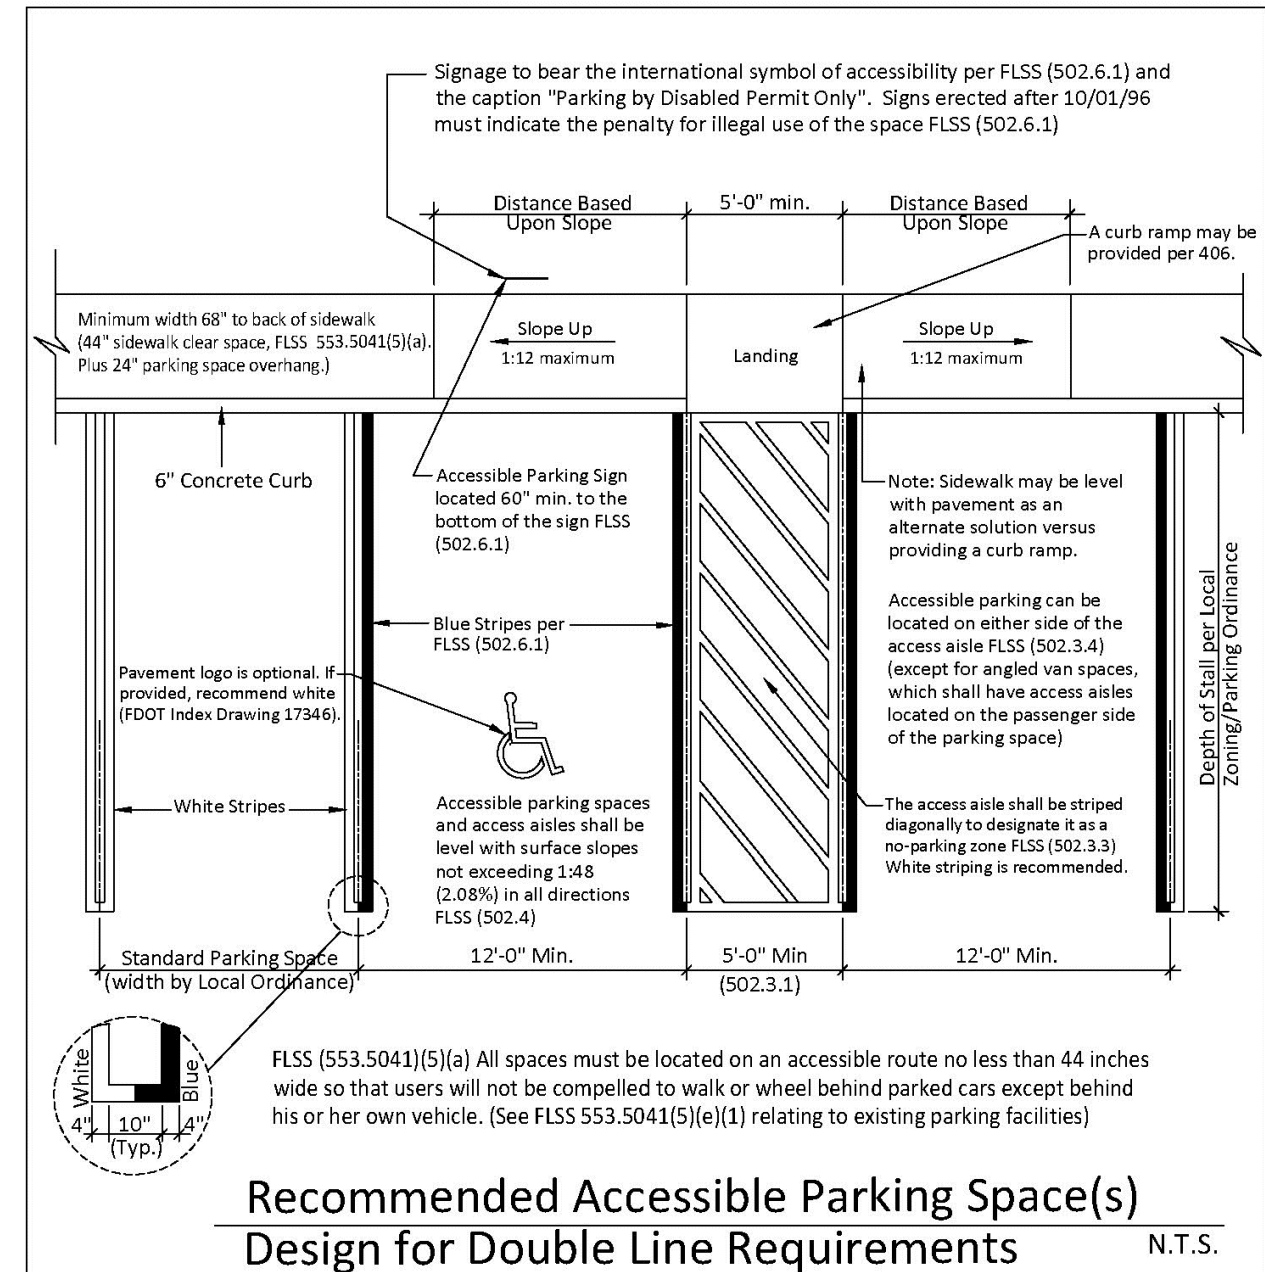 Signage to bear the international symbol of accessibility per FLSS (502.6.1) and
the caption "Parking by Disabled Permit Only".  Signs erected after 10/01/96
must indicate the penalty for illegal use of the space FLSS (502.6.1)
Distance Based
Upon Slope
5'-0" min.
Distance Based
Upon Slope
A curb ramp may be
provided per 406.
Minimum width 68" to back of sidewalk
(44" sidewalk clear space, FLSS  553.5041(5)(a).
Plus 24" parking space overhang.)
Slope Up
1:12 maximum
Landing
Slope Up
1:12 maximum
6" Concrete Curb
Accessible Parking Sign
located 60" min. to the
bottom of the sign FLSS
(502.6.1)
Note: Sidewalk may be level
with pavement as an
alternate solution versus
providing a curb ramp.
Accessible parking can be
located on either side of the
access aisle FLSS (502.3.4)
(except for angled van spaces,
which shall have access aisles
located on the passenger side
of the parking space)
Depth of Stall per Local
Zoning/Parking Ordinance
Blue Stripes per
FLSS (502.6.1)
Pavement logo is optional. If
provided, recommend white
(FDOT Index Drawing 17346).
White Stripes
Accessible parking spaces
and access aisles shall be
level with surface slopes
not exceeding 1:48
(2.08%) in all directions
FLSS (502.4)
The access aisle shall be striped
diagonally to designate it as a
no-parking zone FLSS (502.3.3)
White striping is recommended.
Standard Parking Space
(width by Local Ordinance)
12'-0" Min.
5'-0" Min
(502.3.1)
12'-0" Min.
White
Blue
4"
10"
4"
(Typ.)
FLSS (553.5041)(5)(a) All spaces must be located on an accessible route no less than 44 inches
wide so that users will not be compelled to walk or wheel behind parked cars except behind
his or her own vehicle. (See FLSS 553.5041(5)(e)(1) relating to existing parking facilities)
Recommended Accessible Parking Space(s)
Design for Double Line Requirements
N.T.S.